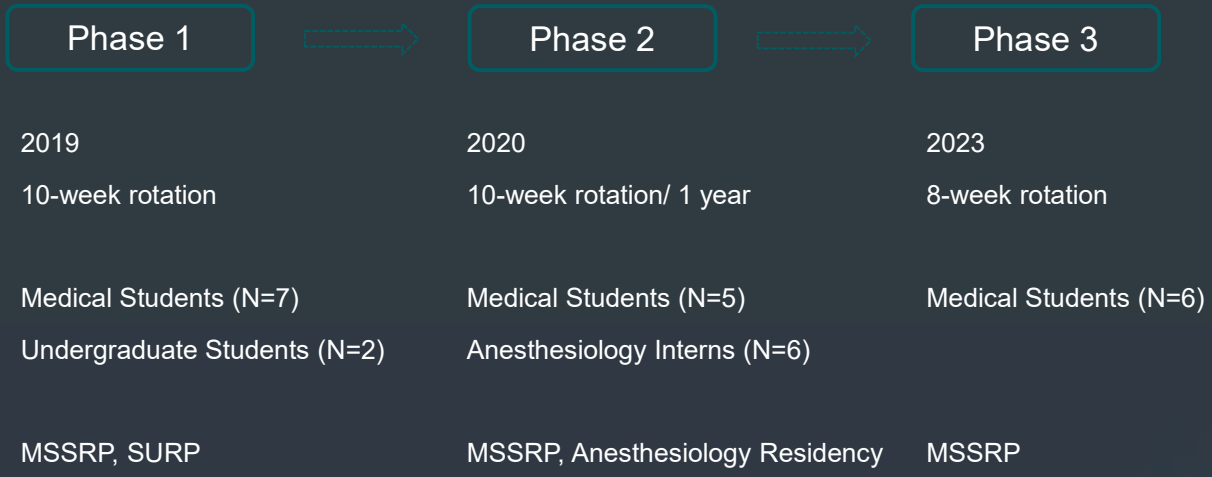 Phase 1
2019
10-week rotation
Medical Students (N=7)
Undergraduate Students (N=2)
MSSRP, SURP
Phase 2
2020
10-week rotation/ 1 year
Medical Students (N=5)
Anesthesiology Interns (N=6)
MSSRP, Anesthesiology Residency
Phase 3
2023
8-week rotation
Medical Students (N=6)
MSSRP